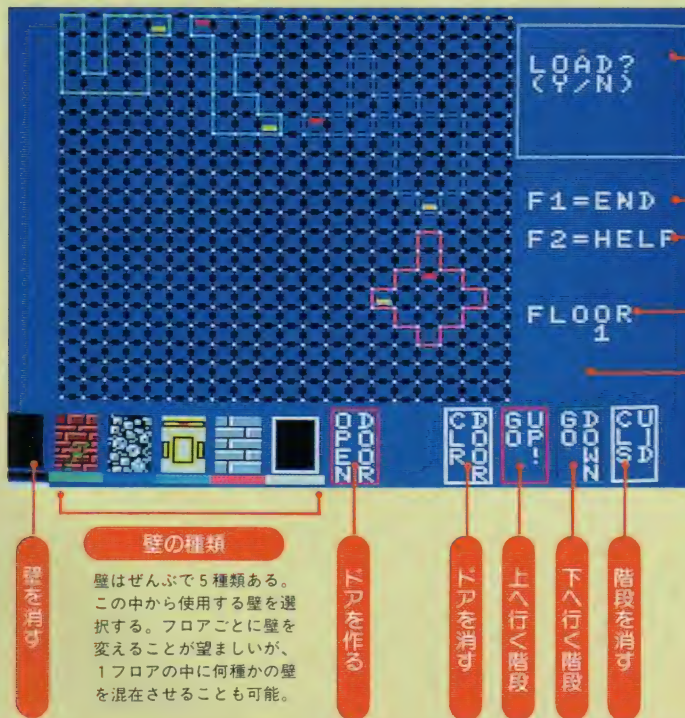 LOAD?
(Y/N)
F1=END
F2=HELP
FLOOR
1
OPEN DOOR
CLR DOOR
GO UP!
GO DOWN
CLS U/D
壁を消す
壁の種類
壁はぜんぶで5種類ある。
この中から使用する壁を選
択する。フロアごとに壁を
変えることが望ましいが、
1フロアの中に何種かの壁
を混在させることも可能。
ドアを作る
ドアを消す
上へ行く階段
下へ行く階段
階段を消す